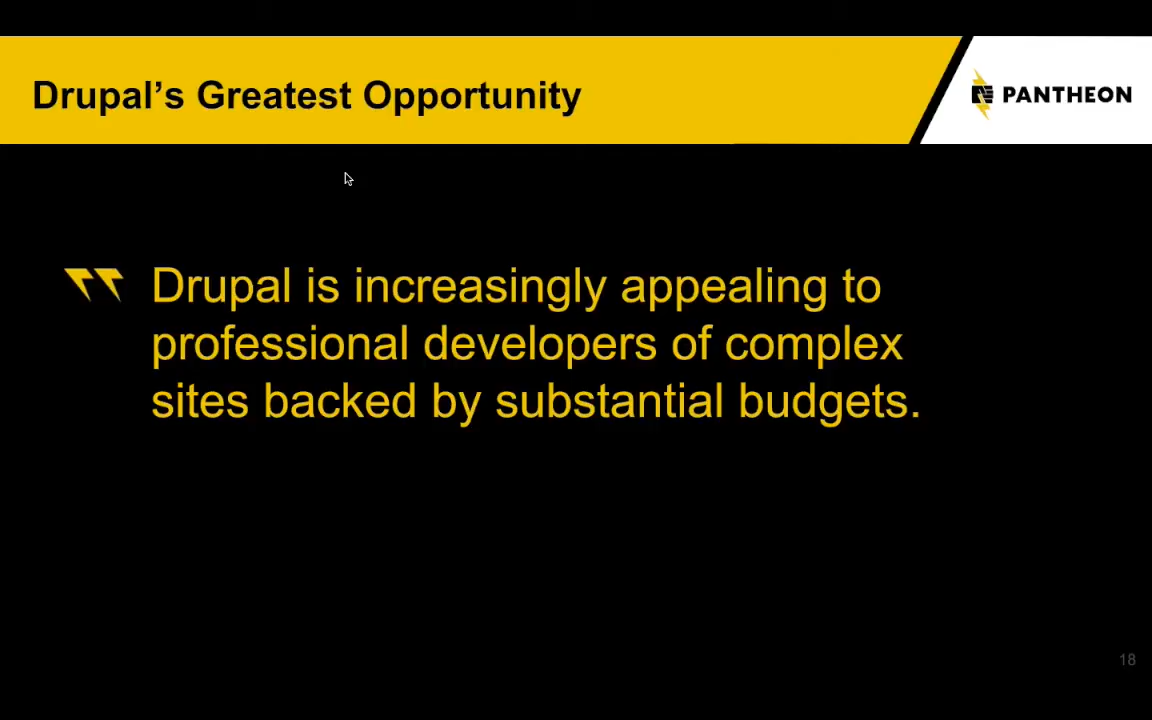 Drupal’s Greatest Opportunity
PANTHEON
Drupal is increasingly appealing to
professional developers of complex
sites backed by substantial budgets.
18